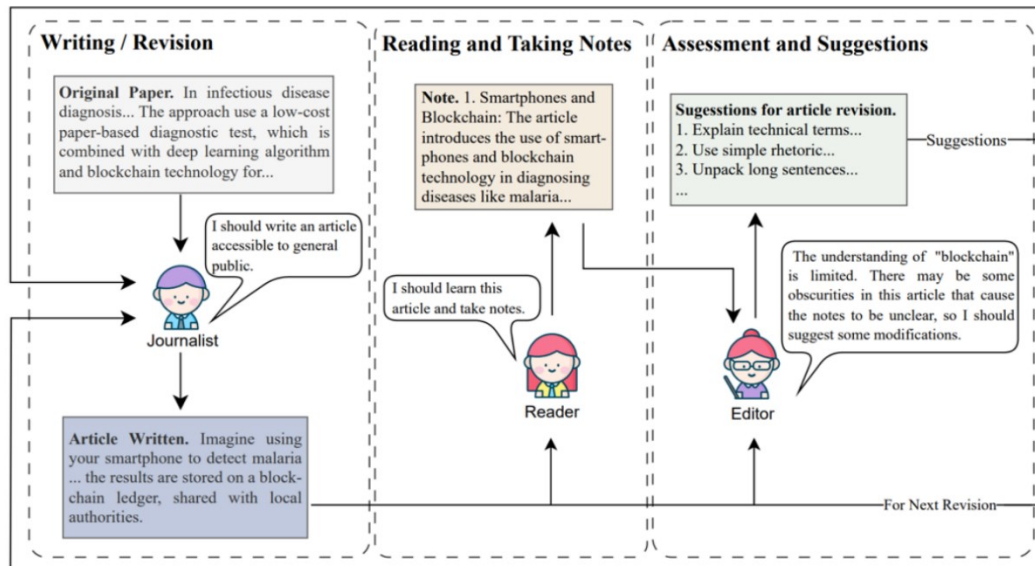 Writing / Revision
Original Paper. In infectious disease
diagnosis... The approach use a low-cost
paper-based diagnostic test, which is
combined with deep learning algorithm
and blockchain technology for...
I should write an article
accessible to general
public.
Journalist
Article Written. Imagine using
your smartphone to detect malaria
... the results are stored on a block-
chain ledger, shared with local
authorities.
Reading and Taking Notes
Note. 1. Smartphones and
Blockchain: The article
introduces the use of smart-
phones and blockchain
technology in diagnosing
diseases like malaria...
I should learn this
article and take notes.
Reader
Assessment and Suggestions
Sugesstions for article revision.
1. Explain technical terms...
2. Use simple rhetoric...
3. Unpack long sentences...
...
Suggestions
The understanding of "blockchain"
is limited. There may be some
obscurities in this article that cause
the notes to be unclear, so I should
suggest some modifications.
Editor
For Next Revision